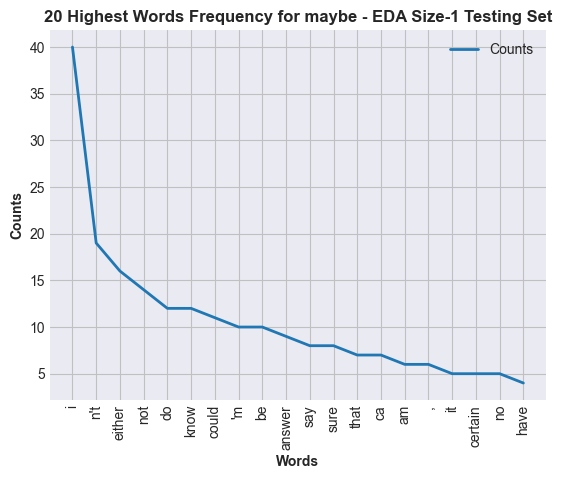 20 Highest Words Frequency for maybe - EDA Size-1 Testing Set
Counts
40
35
30
25
20
15
10
5
Counts
i
n't
either
not
do
know
could
'm
be
answer
say
sure
that
ca
am
,
it
certain
no
have
Words